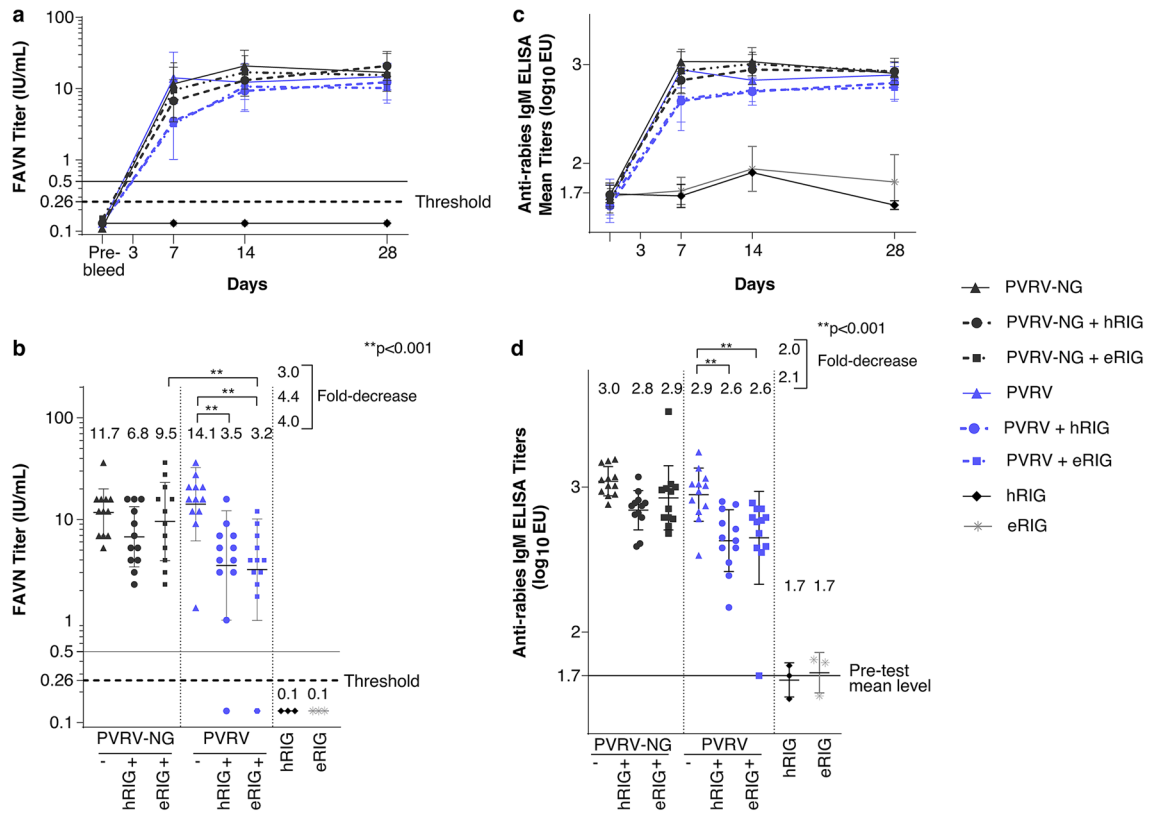 a
FAVN Titer (IU/mL)
100
10
1
0.5
0.26
0.1
Threshold
Pre-
bleed
3
7
14
28
Days
c
Anti-rabies IgM ELISA
Mean Titers (log10 EU)
3
2
1.7
3
7
14
28
Days
PVRV-NG
PVRV-NG + hRIG
PVRV-NG + eRIG
PVRV
PVRV + hRIG
PVRV + eRIG
hRIG
eRIG
b
**p<0.001
FAVN Titer (IU/mL)
3.0
4.4
4.0
Fold-decrease
**
**
**
100
10
1
0.5
0.26
0.1
11.7 6.8 9.5 14.1 3.5 3.2
Threshold
0.1 0.1
PVRV-NG PVRV
- hRIG+ eRIG+ - hRIG+ eRIG+ hRIG eRIG
d
**p<0.001
Anti-rabies IgM ELISA Titers
(log10 EU)
2.0
2.1
Fold-decrease
**
**
3.0 2.8 2.9 2.9 2.6 2.6
3
2
1.7
1.7 1.7
Pre-test
mean level
PVRV-NG PVRV
- hRIG+ eRIG+ - hRIG+ eRIG+ hRIG eRIG